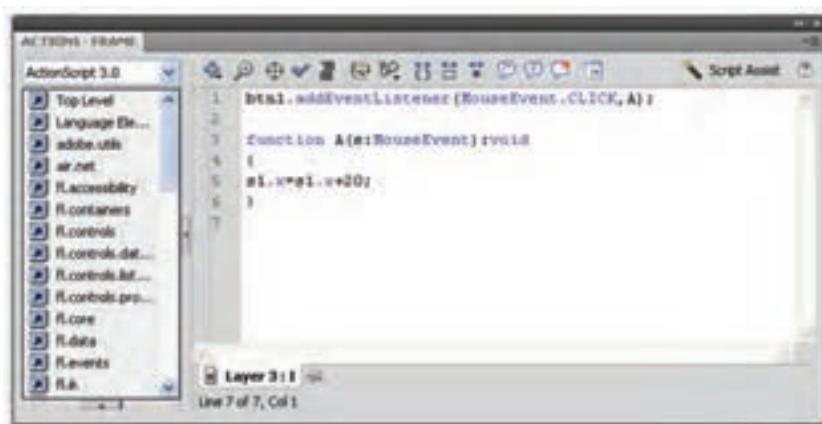 ACTIONS - FRAME
ActionScript 3.0
Script Assist
Top Level
Language Ele...
adobe.utils
air.net
fl.accessibility
fl.containers
fl.controls
fl.controls.dat...
fl.controls.list....
fl.controls.pro...
fl.core
fl.data
fl.events
fl.ik
1 btn1.addEventListener(MouseEvent.CLICK,A);
2
3 function A(e:MouseEvent):void
4 {
5
6 }
7
Layer 3 : 1
Line 7 of 7, Col 1